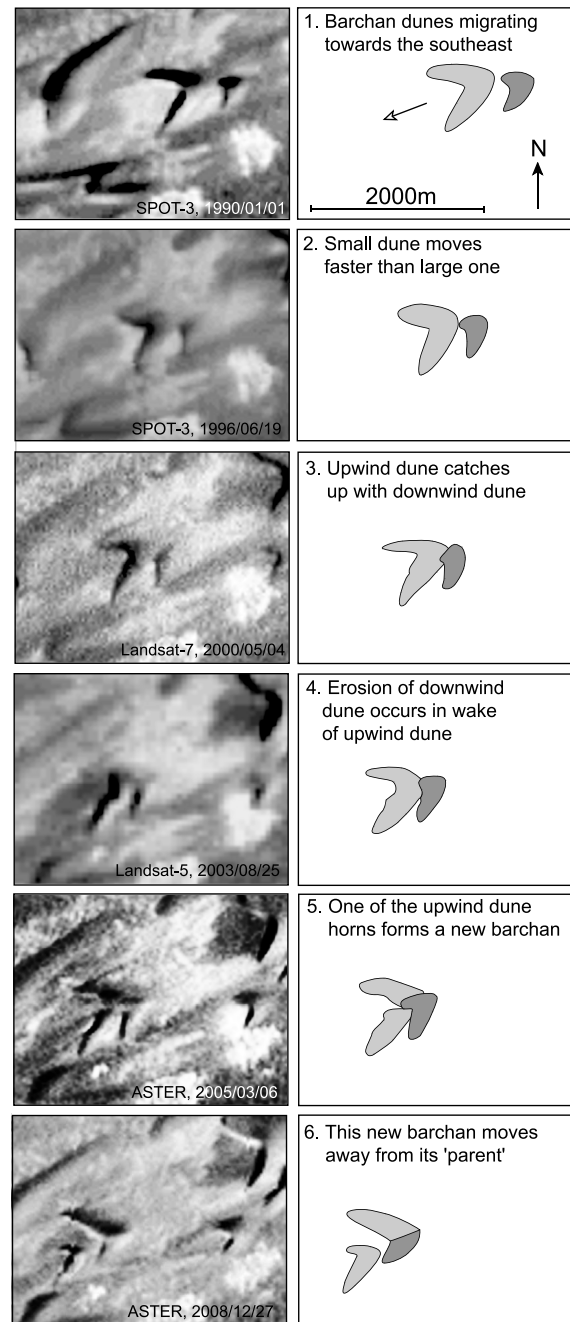 1. Barchan dunes migrating
towards the southeast
N
2000m
SPOT-3, 1990/01/01
2. Small dune moves
faster than large one
SPOT-3, 1996/06/19
3. Upwind dune catches
up with downwind dune
Landsat-7, 2000/05/04
4. Erosion of downwind
dune occurs in wake
of upwind dune
Landsat-5, 2003/08/25
5. One of the upwind dune
horns forms a new barchan
ASTER, 2005/03/06
6. This new barchan moves
away from its 'parent'
ASTER, 2008/12/27